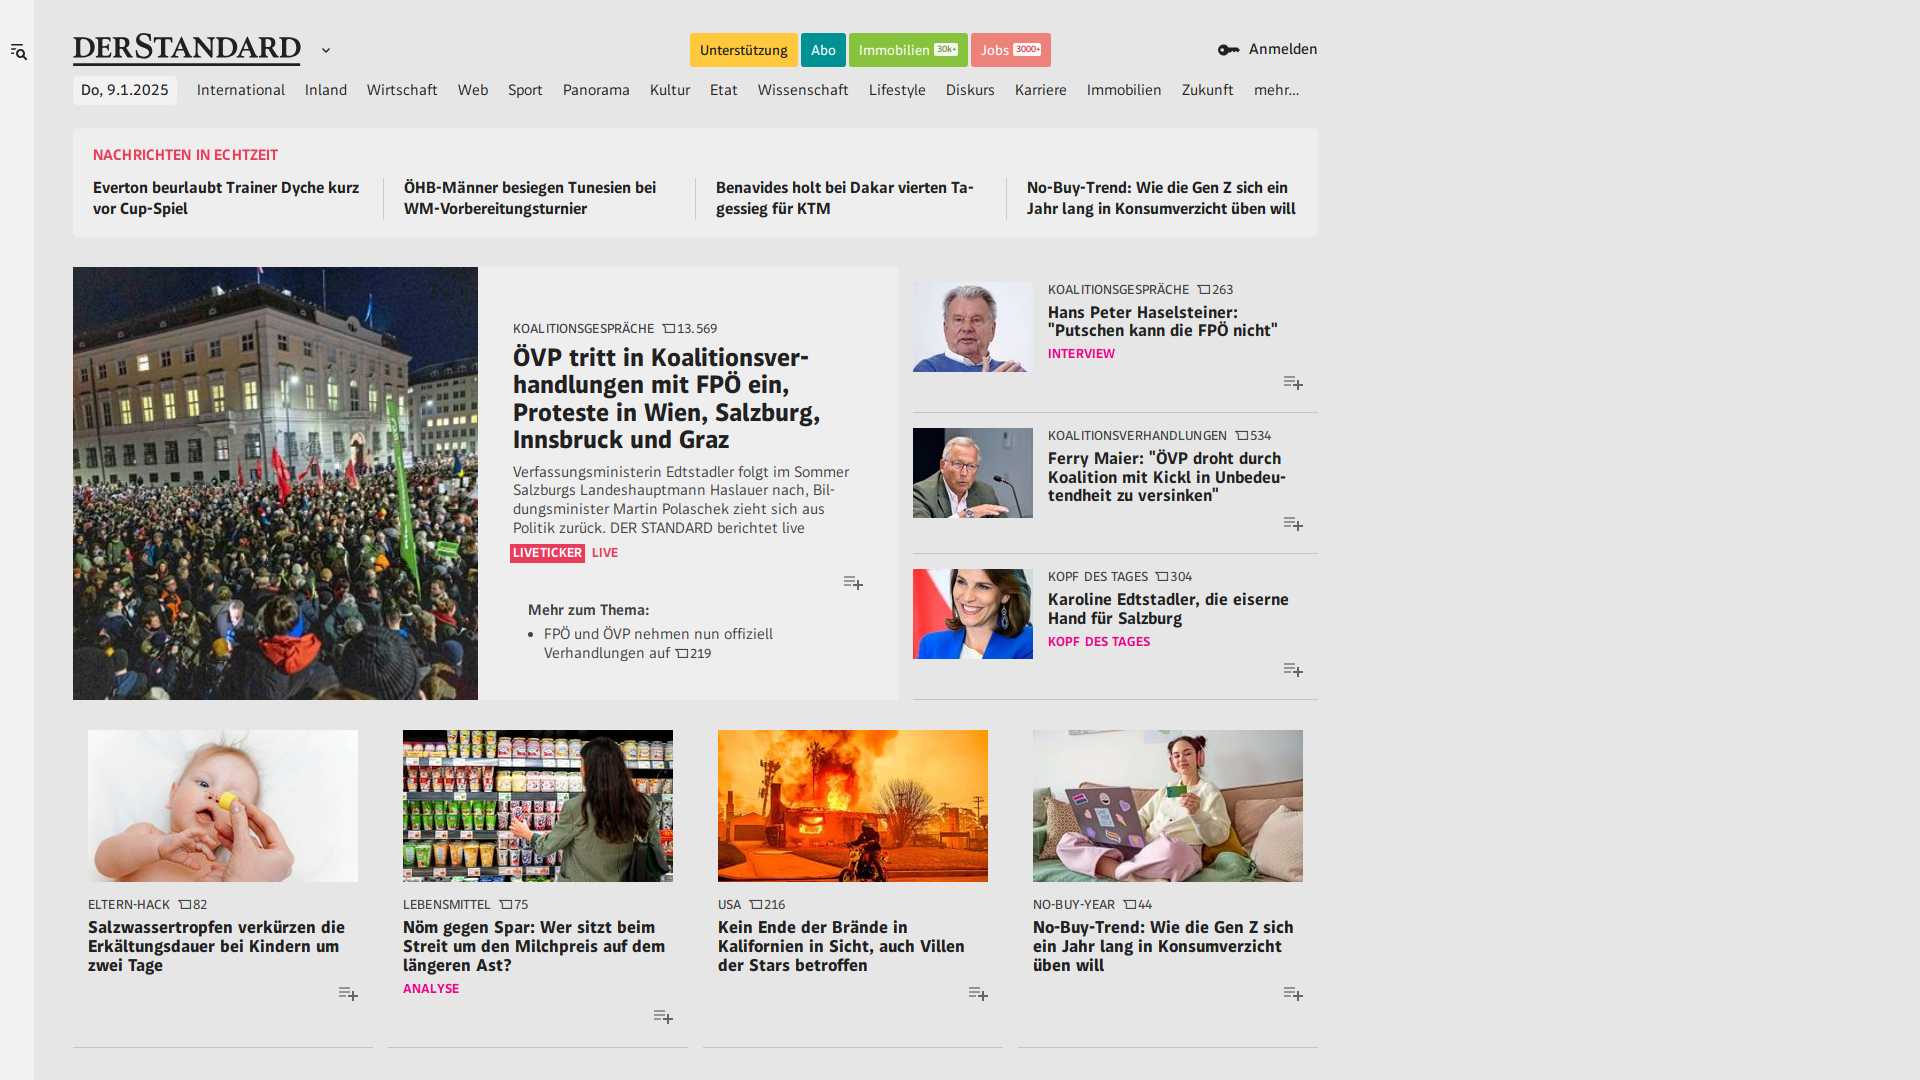 DERSTANDARD
Unterstützung
Abo
Immobilien 30k+
Jobs 3000+
Anmelden
Do, 9.1.2025
International
Inland
Wirtschaft
Web
Sport
Panorama
Kultur
Etat
Wissenschaft
Lifestyle
Diskurs
Karriere
Immobilien
Zukunft
mehr...
NACHRICHTEN IN ECHTZEIT
Everton beurlaubt Trainer Dyche kurz
vor Cup-Spiel
ÖHB-Männer besiegen Tunesien bei
WM-Vorbereitungsturnier
Benavides holt bei Dakar vierten Ta-
gessieg für KTM
No-Buy-Trend: Wie die Gen Z sich ein
Jahr lang in Konsumverzicht üben will
KOALITIONSGESPRÄCHE 13.569
ÖVP tritt in Koalitionsver-
handlungen mit FPÖ ein,
Proteste in Wien, Salzburg,
Innsbruck und Graz
Verfassungsministerin Edtstadler folgt im Sommer
Salzburgs Landeshauptmann Haslauer nach, Bil-
dungsminister Martin Polaschek zieht sich aus
Politik zurück. DER STANDARD berichtet live
LIVETICKER LIVE
Mehr zum Thema:
• FPÖ und ÖVP nehmen nun offiziell
Verhandlungen auf 219
KOALITIONSGESPRÄCHE 263
Hans Peter Haselsteiner:
"Putschen kann die FPÖ nicht"
INTERVIEW
KOALITIONSVERHANDLUNGEN 534
Ferry Maier: "ÖVP droht durch
Koalition mit Kickl in Unbedeu-
tendheit zu versinken"
KOPF DES TAGES 304
Karoline Edtstadler, die eiserne
Hand für Salzburg
KOPF DES TAGES
ELTERN-HACK 82
Salzwassertropfen verkürzen die
Erkältungsdauer bei Kindern um
zwei Tage
LEBENSMITTEL 75
Nöm gegen Spar: Wer sitzt beim
Streit um den Milchpreis auf dem
längeren Ast?
ANALYSE
USA 216
Kein Ende der Brände in
Kalifornien in Sicht, auch Villen
der Stars betroffen
NO-BUY-YEAR 44
No-Buy-Trend: Wie die Gen Z sich
ein Jahr lang in Konsumverzicht
üben will